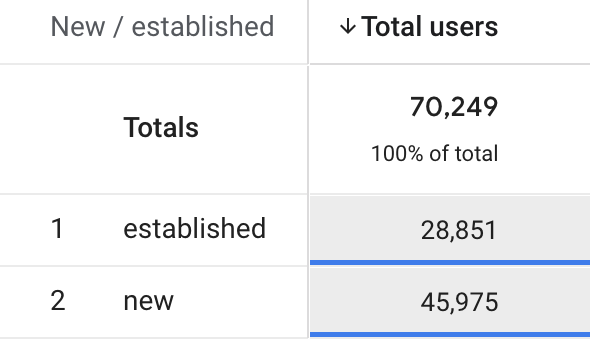 New / established ↓ Total users
Totals 70,249
100% of total
1 established 28,851
2 new 45,975